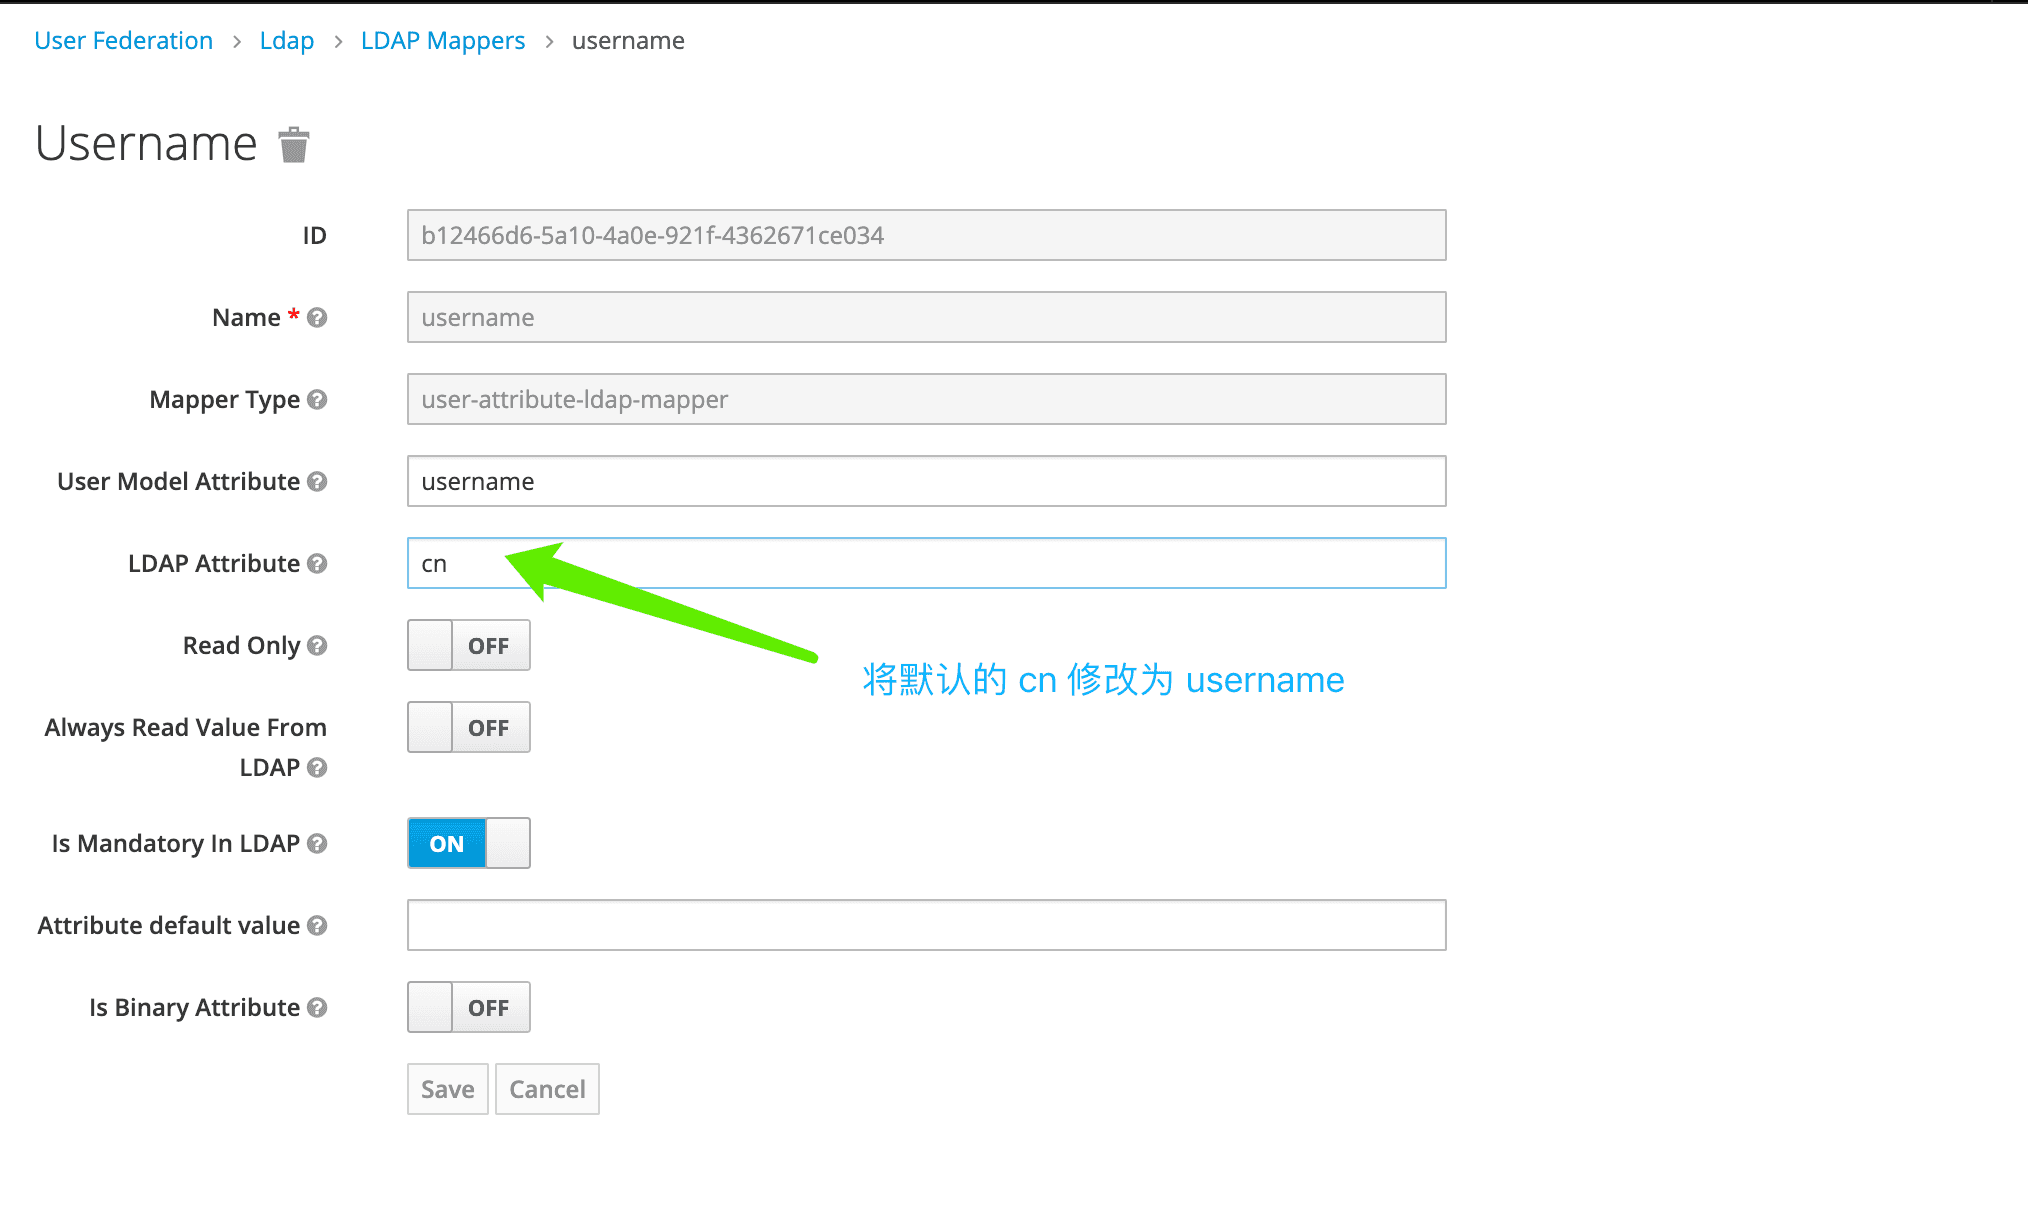 User Federation > Ldap > LDAP Mappers > username
Username
ID b12466d6-5a10-4a0e-921f-4362671ce034
Name * username
Mapper Type user-attribute-ldap-mapper
User Model Attribute username
LDAP Attribute cn
Read Only OFF
将默认的 cn 修改为 username
Always Read Value From OFF
LDAP
Is Mandatory In LDAP ON
Attribute default value
Is Binary Attribute OFF
Save Cancel